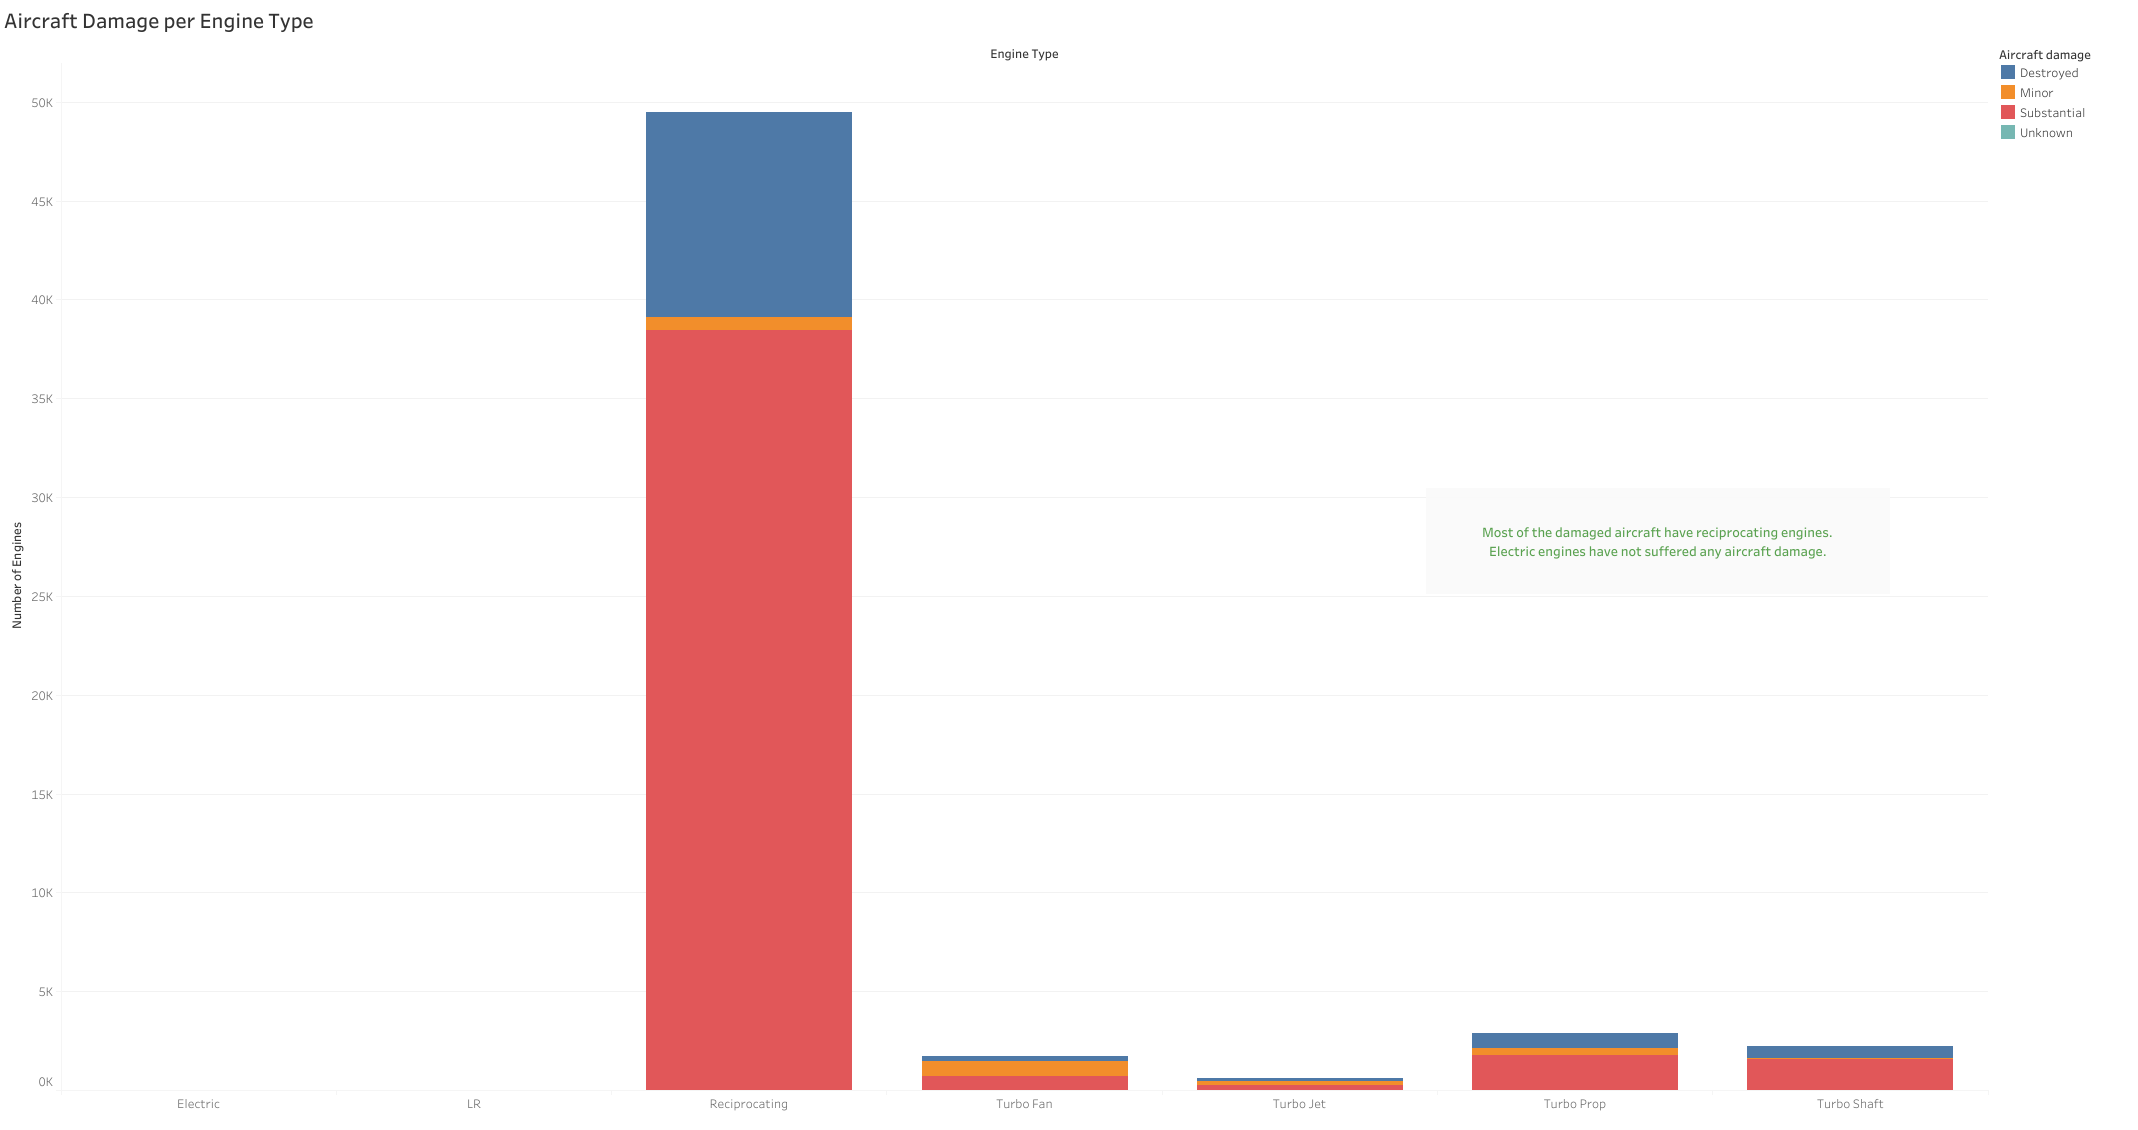 Aircraft Damage per Engine Type
Engine Type
Aircraft damage
Destroyed
Minor
Substantial
Unknown
50K
45K
40K
35K
30K
25K
20K
15K
10K
5K
0K
Number of Engines
Most of the damaged aircraft have reciprocating engines.
Electric engines have not suffered any aircraft damage.
Electric
LR
Reciprocating
Turbo Fan
Turbo Jet
Turbo Prop
Turbo Shaft